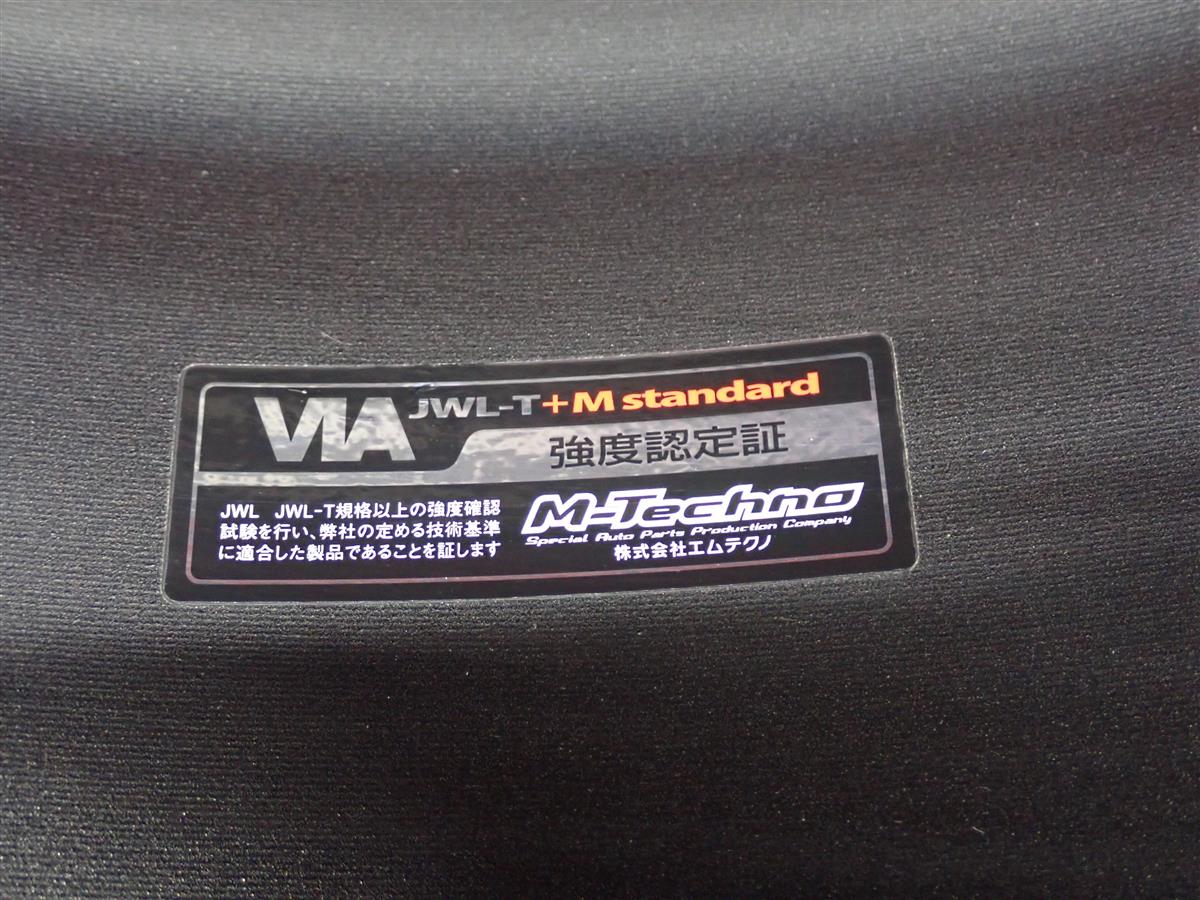 VIA JWL-T+M standard
強度認定証
JWL JWL-T規格以上の強度確認
試験を行い、弊社の定める技術基準
に適合した製品であることを証します
M-Techno
Special Auto Parts Production Company
株式会社エムテクノ